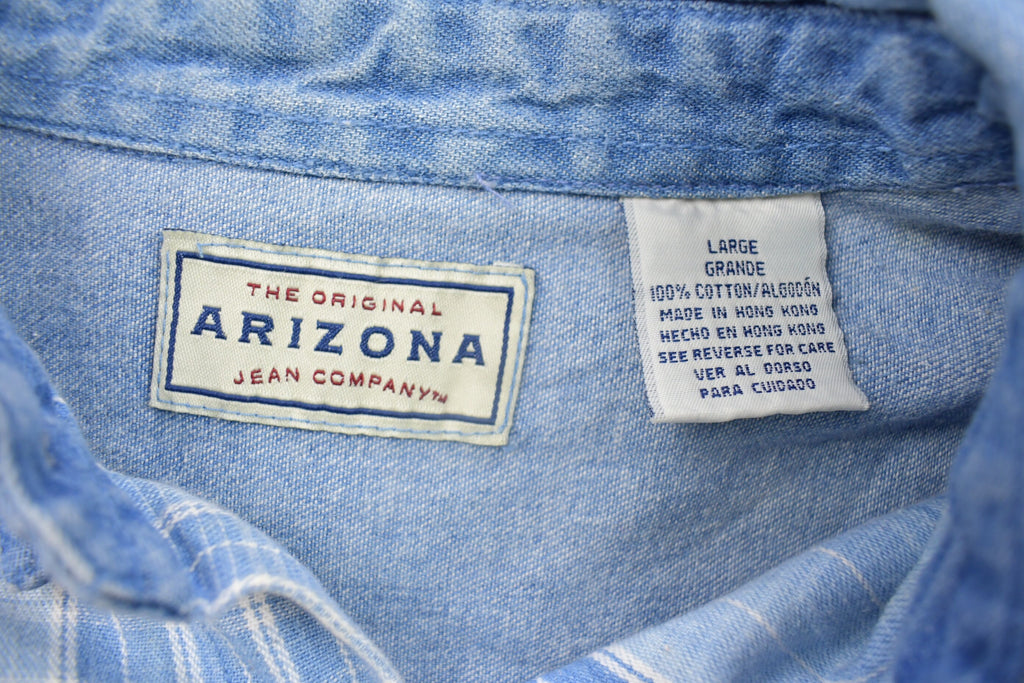 THE ORIGINAL
ARIZONA
JEAN COMPANY™
LARGE
GRANDE
100% COTTON/ALGODÓN
MADE IN HONG KONG
HECHO EN HONG KONG
SEE REVERSE FOR CARE
VER AL DORSO
PARA CUIDADO